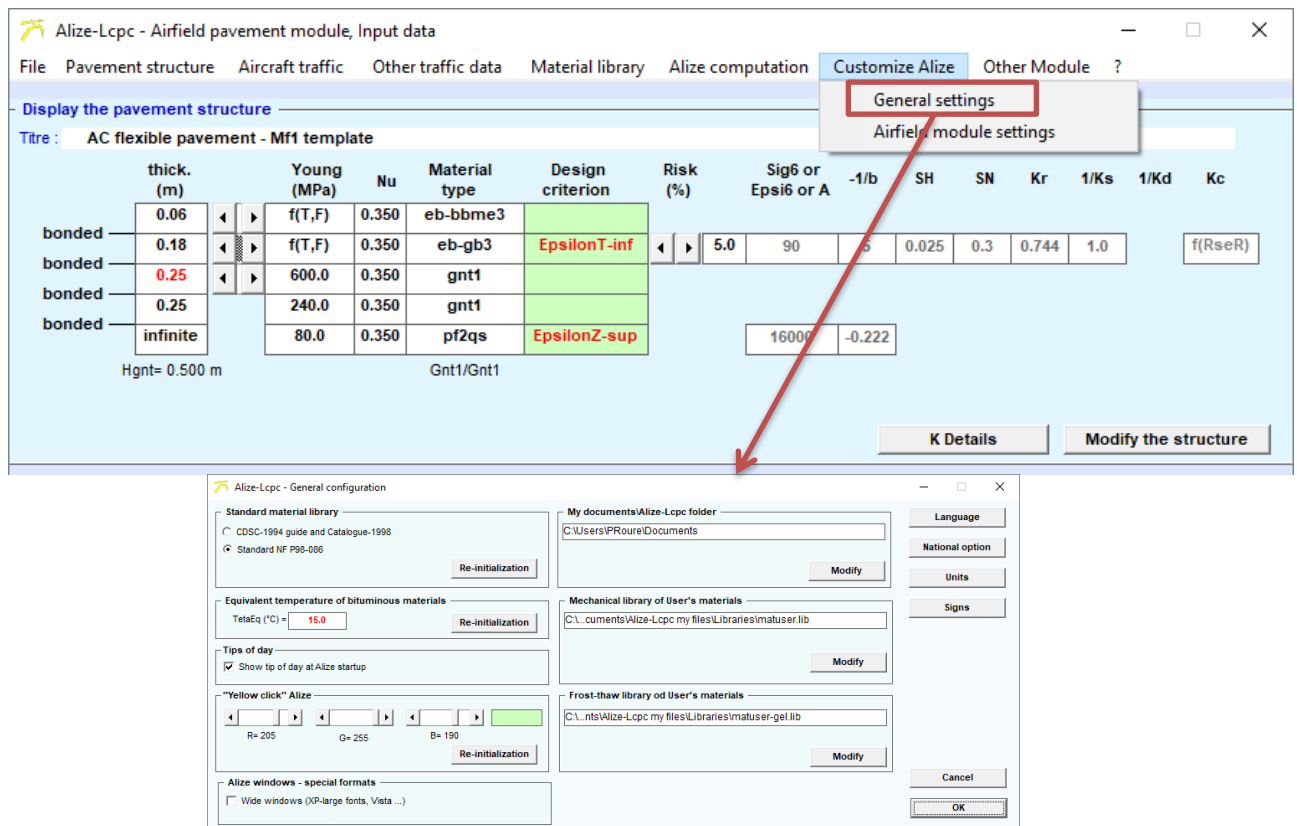 Alize-Lcpc - Airfield pavement module, Input data
File Pavement structure Aircraft traffic Other traffic data Material library Alize computation Customize Alize Other Module ?
General settings
Airfield module settings
Display the pavement structure
Titre : AC flexible pavement - Mf1 template
thick. (m) Young (MPa) Nu Material type Design criterion Risk (%) Sig6 or Epsi6 or A -1/b SH SN Kr 1/Ks 1/Kd Kc
0.06 f(T,F) 0.350 eb-bbme3
bonded
0.18 f(T,F) 0.350 eb-gb3 EpsilonT-inf 5.0 90 0.025 0.3 0.744 1.0 f(RseR)
bonded
0.25 600.0 0.350 gnt1
bonded
0.25 240.0 0.350 gnt1
bonded
infinite 80.0 0.350 pf2qs EpsilonZ-sup 16000 -0.222
Hgnt= 0.500 m Gnt1/Gnt1
K Details Modify the structure
Alize-Lcpc - General configuration
Standard material library
CDSC-1994 guide and Catalogue-1998
Standard NF P98-086
Re-initialization
Equivalent temperature of bituminous materials
TetaEq (°C) = 15.0 Re-initialization
Tips of day
Show tip of day at Alize startup
"Yellow click" Alize
R= 205 G= 255 B= 190
Re-initialization
Alize windows - special formats
Wide windows (XP-large fonts, Vista ...)
My documents\Alize-Lcpc folder
C:\Users\PRoure\Documents
Modify
Mechanical library of User's materials
C:\...cuments\Alize-Lcpc my files\Libraries\matuser.lib
Modify
Frost-thaw library od User's materials
C:\...nts\Alize-Lcpc my files\Libraries\matuser-gel.lib
Modify
Language
National option
Units
Signs
Cancel
OK